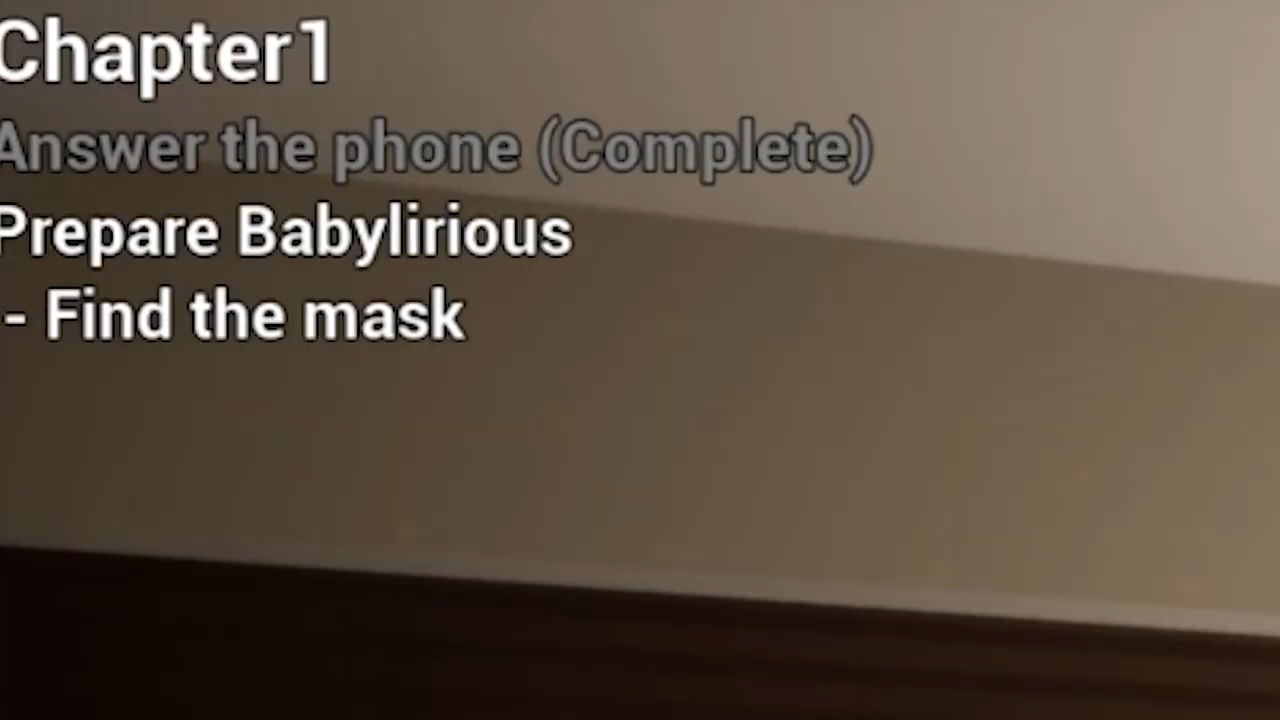 Chapter1
Answer the phone (Complete)
Prepare Babylirious
- Find the mask